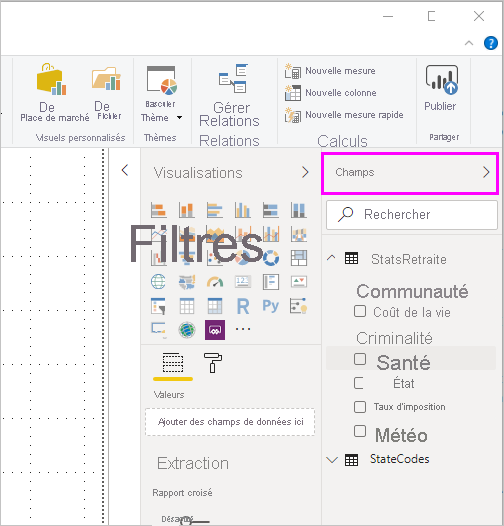 ?
De
Place de marché
De
Fichier
Basculer
Thème
Gérer
Relations
Nouvelle mesure
Nouvelle colonne
Nouvelle mesure rapide
Publier
Visuels personnalisés
Thèmes
Relations
Calculs
Partager
Filtres
Visualisations
R
Py
Valeurs
Ajouter des champs de données ici
Extraction
Rapport croisé
Champs
Rechercher
StatsRetraite
Communauté
Coût de la vie
Criminalité
Santé
État
Taux d'imposition
Météo
StateCodes